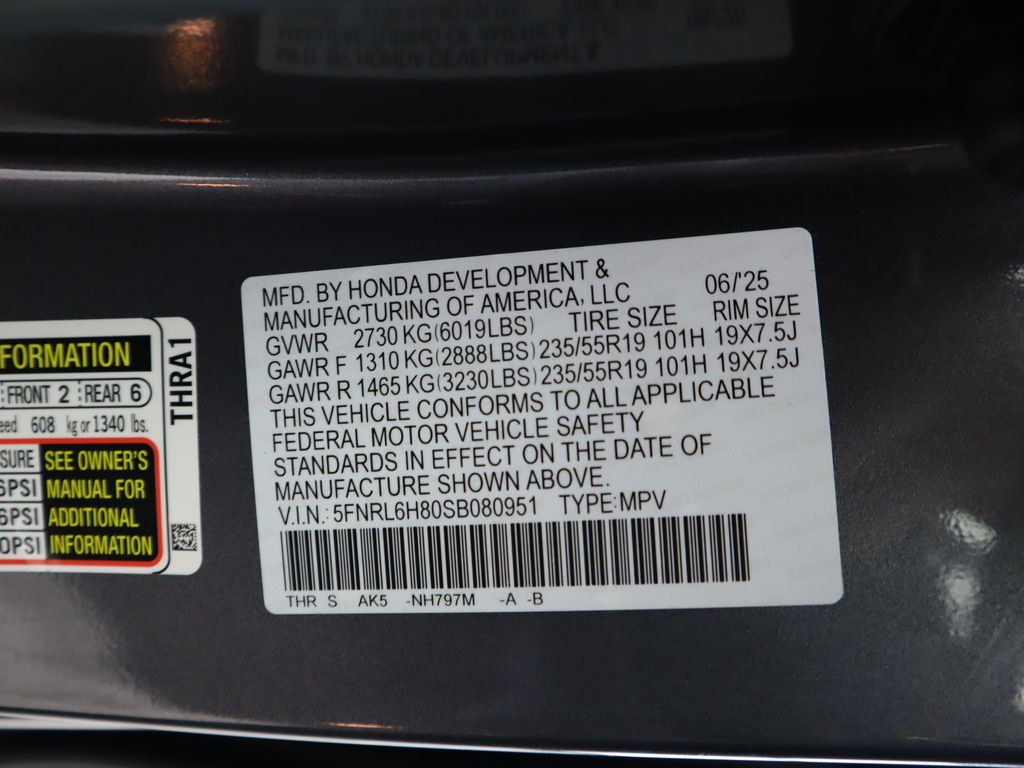 MFD. BY HONDA DEVELOPMENT &
MANUFACTURING OF AMERICA, LLC 06/'25
GVWR 2730 KG(6019LBS) TIRE SIZE RIM SIZE
GAWR F 1310 KG(2888LBS) 235/55R19 101H 19X7.5J
GAWR R 1465 KG(3230LBS) 235/55R19 101H 19X7.5J
THIS VEHICLE CONFORMS TO ALL APPLICABLE
FEDERAL MOTOR VEHICLE SAFETY
STANDARDS IN EFFECT ON THE DATE OF
MANUFACTURE SHOWN ABOVE.
V.I.N.: 5FNRL6H80SB080951 TYPE:MPV
THR S AK5 -NH797M -A -B
FORMATION
FRONT 2 REAR 6
eed 608 kg or 1340 lbs.
SURE SEE OWNER'S
6PSI MANUAL FOR
6PSI ADDITIONAL
0PSI INFORMATION
THRA1